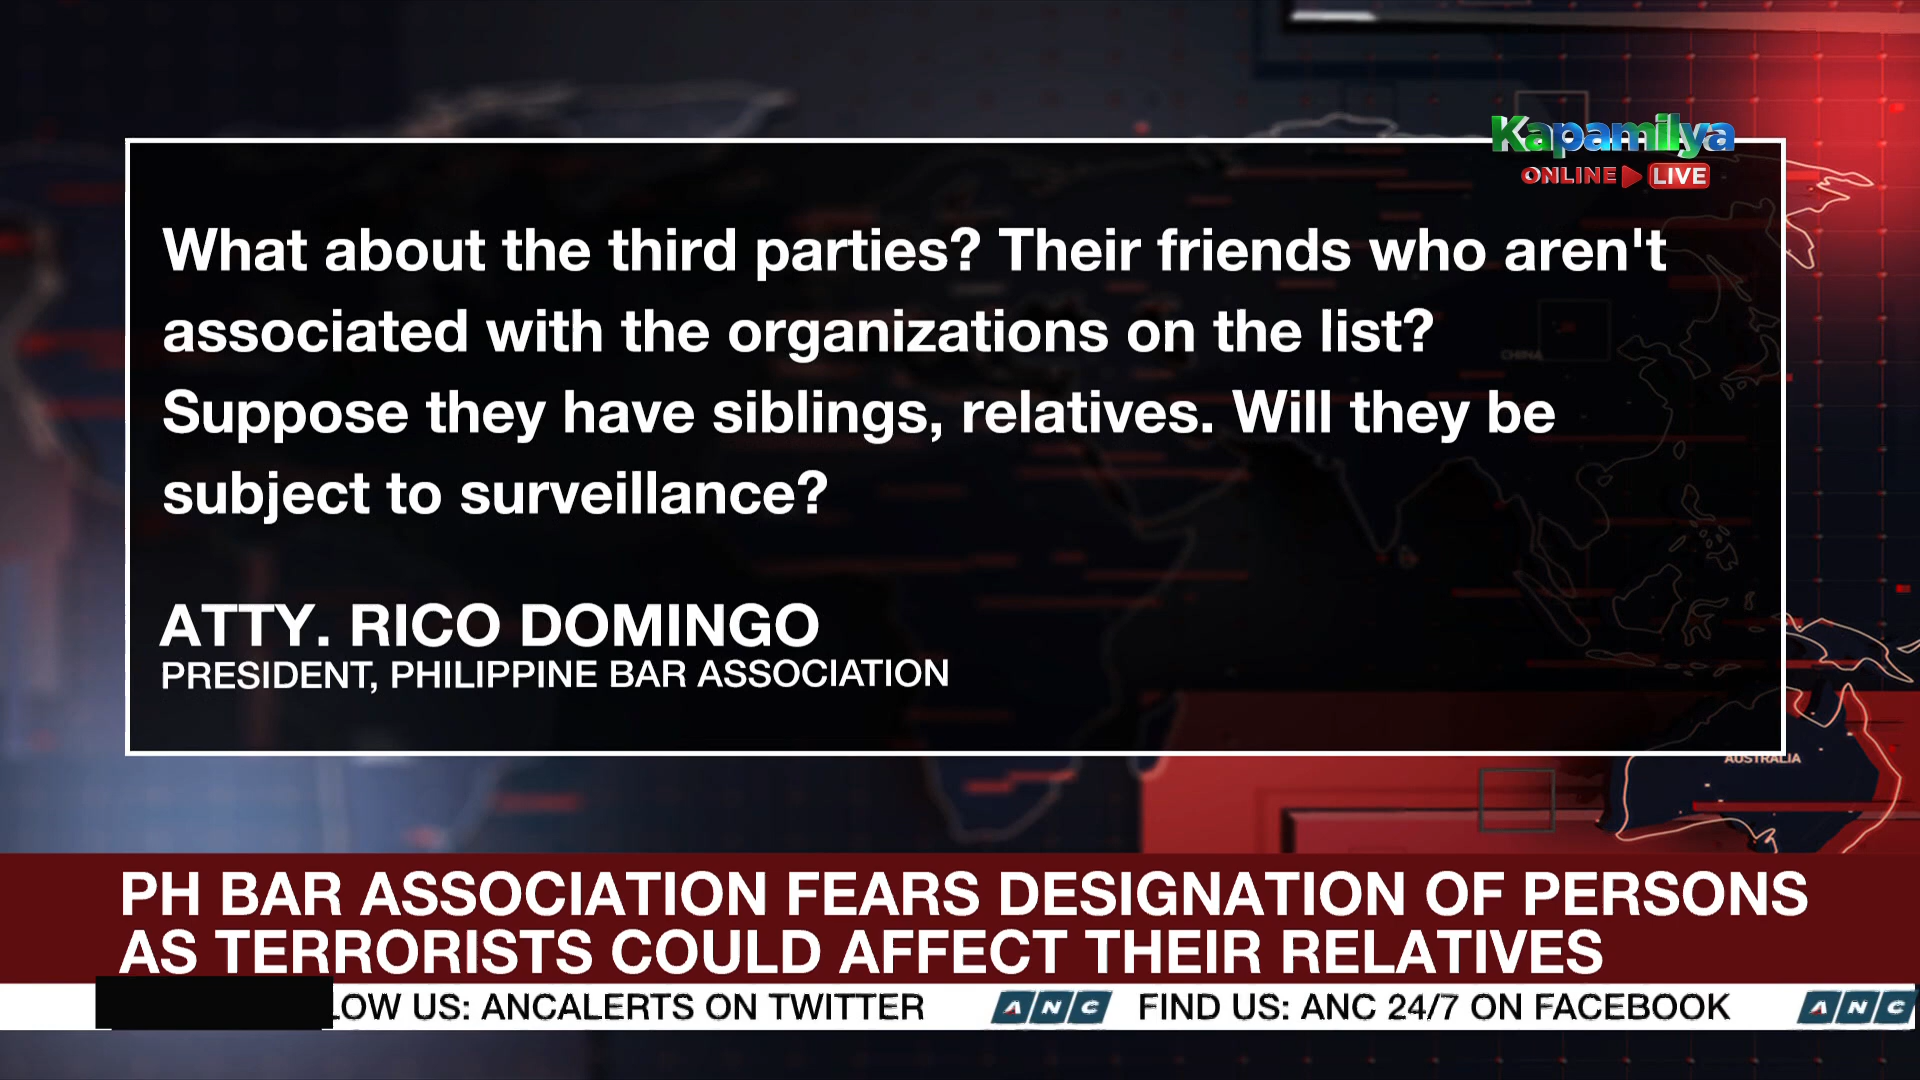 Kapamilya
ONLINE LIVE
What about the third parties? Their friends who aren't
associated with the organizations on the list?
Suppose they have siblings, relatives. Will they be
subject to surveillance?
ATTY. RICO DOMINGO
PRESIDENT, PHILIPPINE BAR ASSOCIATION
CHINA
AUSTRALIA
PH BAR ASSOCIATION FEARS DESIGNATION OF PERSONS
AS TERRORISTS COULD AFFECT THEIR RELATIVES
LOW US: ANCALERTS ON TWITTER ANC FIND US: ANC 24/7 ON FACEBOOK ANC